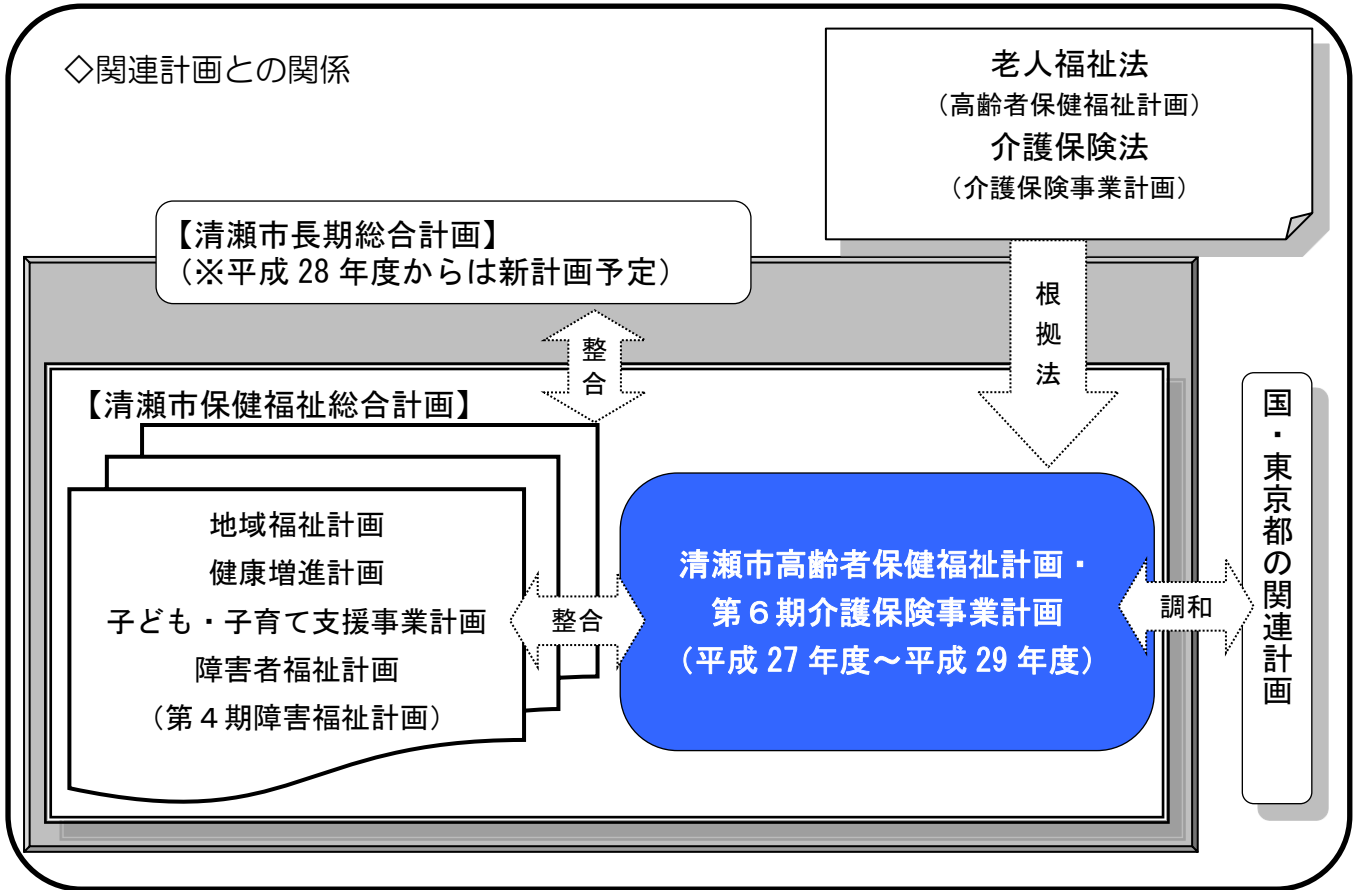 ◇関連計画との関係
老人福祉法
（高齢者保健福祉計画）
介護保険法
（介護保険事業計画）
【清瀬市長期総合計画】
（※平成 28 年度からは新計画予定）
根拠法
整合
【清瀬市保健福祉総合計画】
地域福祉計画
健康増進計画
子ども・子育て支援事業計画
障害者福祉計画
（第４期障害福祉計画）
整合
清瀬市高齢者保健福祉計画・
第６期介護保険事業計画
（平成 27 年度～平成 29 年度）
調和
国・東京都の関連計画